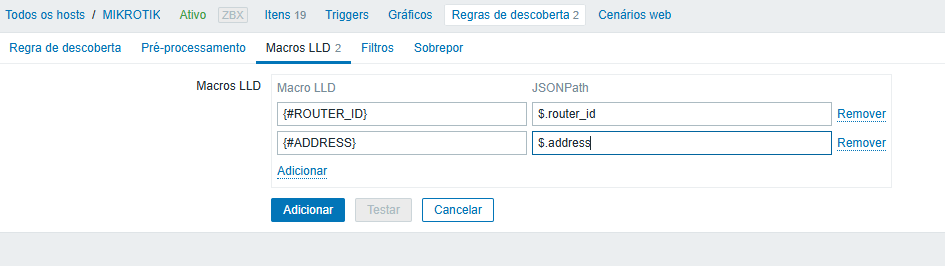 Todos os hosts / MIKROTIK Ativo ZBX Itens 19 Triggers Gráficos Regras de descoberta 2 Cenários web
Regra de descoberta Pré-processamento Macros LLD 2 Filtros Sobrepor
Macros LLD Macro LLD JSONPath
{#ROUTER_ID} $.router_id Remover
{#ADDRESS} $.address Remover
Adicionar
Adicionar Testar Cancelar